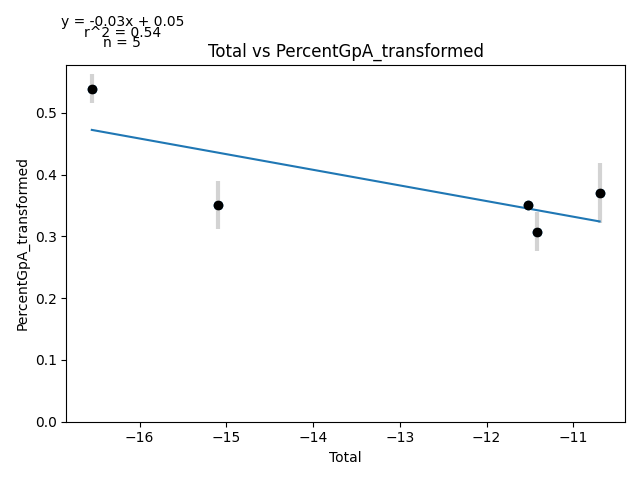 y = -0.03x + 0.05
r^2 = 0.54
n = 5
Total vs PercentGpA_transformed
PercentGpA_transformed
0.5
0.4
0.3
0.2
0.1
0.0
−16
−15
−14
−13
−12
−11
Total